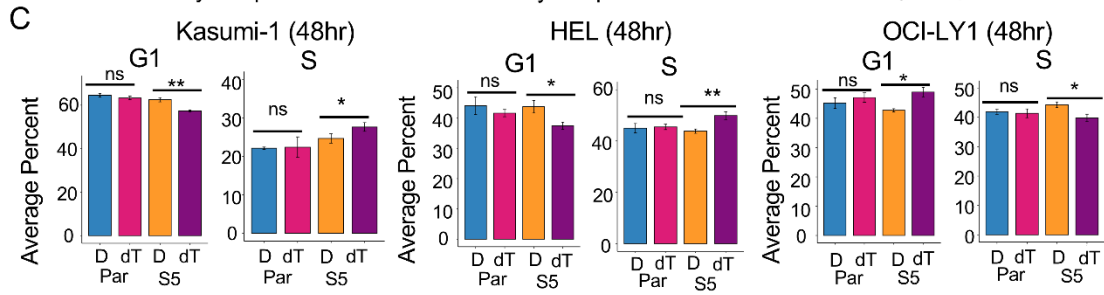 C
Kasumi-1 (48hr)
HEL (48hr)
OCI-LY1 (48hr)
Average Percent
G1
ns
**
60
40
20
0
D dT D dT
Par S5
S
ns
*
40
30
20
10
0
D dT D dT
Par S5
Average Percent
G1
ns
*
50
40
30
20
10
0
D dT D dT
Par S5
S
ns
**
60
40
20
0
D dT D dT
Par S5
Average Percent
G1
ns
*
50
40
30
20
10
0
D dT D dT
Par S5
S
ns
*
50
40
30
20
10
0
D dT D dT
Par S5